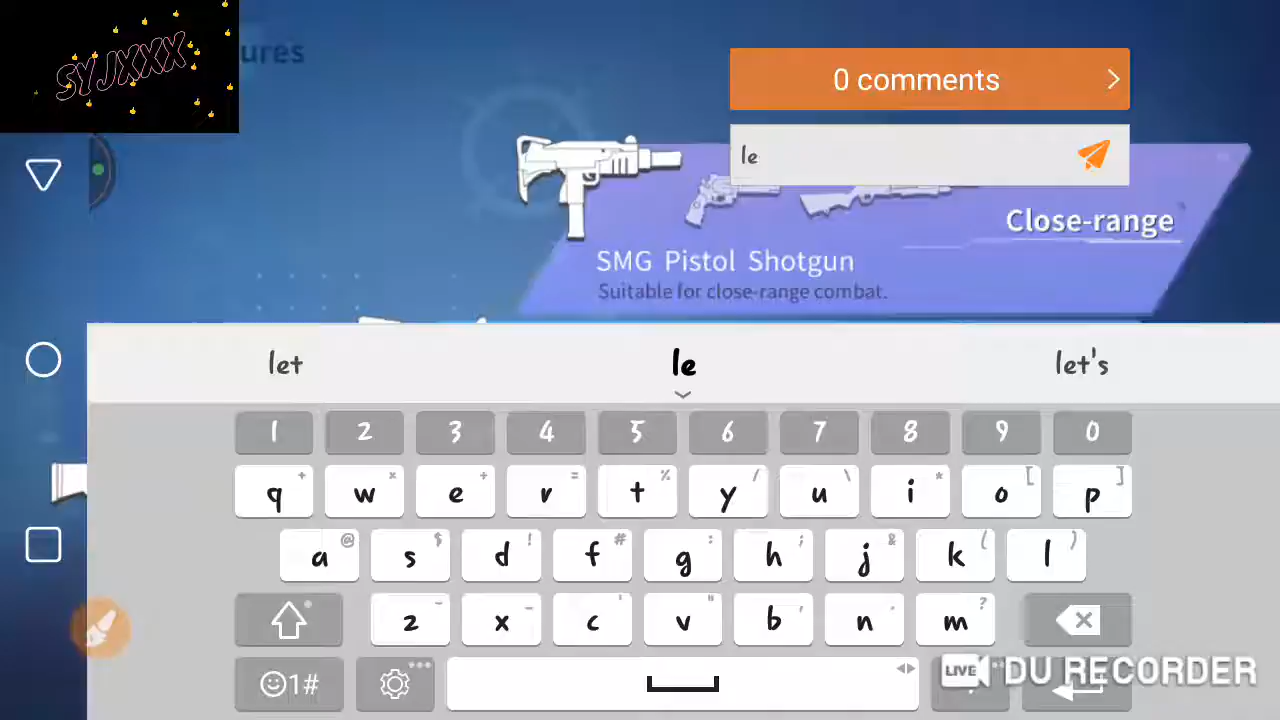 SYJXXX
ures
0 comments
le
Close-range
SMG Pistol Shotgun
Suitable for close-range combat.
let
le
let's
1 2 3 4 5 6 7 8 9 0
+ × ÷ = % / \ * [ ]
q w e r t y u i o p
@ $ ! # : ; & ( )
a s d f g h j k l
- _ ' " , . ?
z x c v b n m
1#
LIVE DU RECORDER